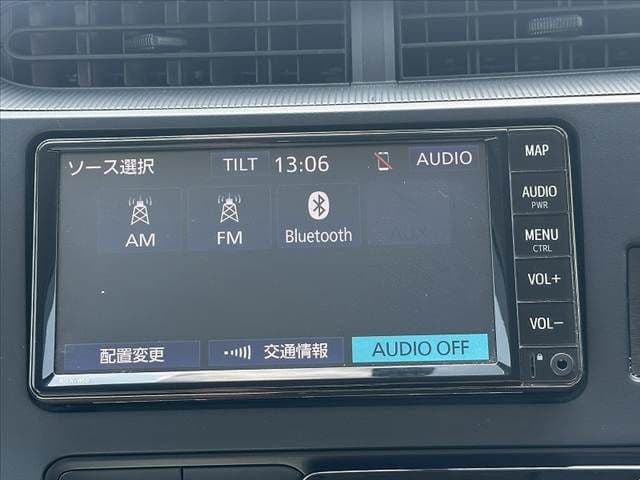 ソース選択 TILT 13:06 AUDIO
AM FM Bluetooth AUX
配置変更 交通情報 AUDIO OFF
MAP
AUDIO
PWR
MENU
CTRL
VOL+
VOL-